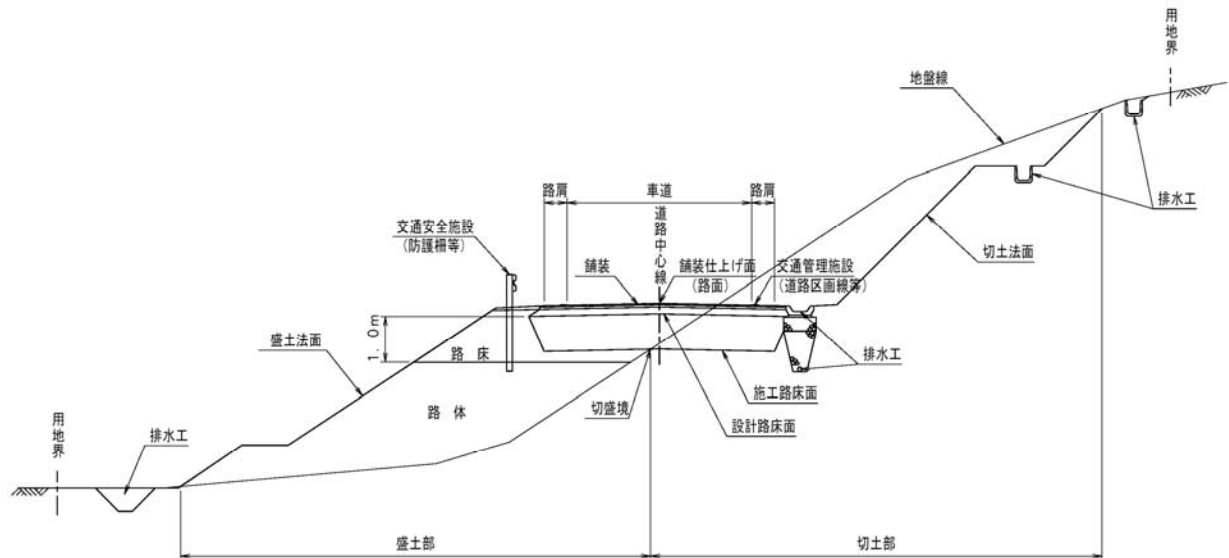 用地界
地盤線
路肩
車道
路肩
排水工
交通安全施設
(防護柵等)
道路中心線
切土法面
舗装
舗装仕上げ面
(路面)
交通管理施設
(道路区画線等)
盛土法面
1.0m
路 床
排水工
施工路床面
路 体
切盛境
設計路床面
用地界
排水工
盛土部
切土部